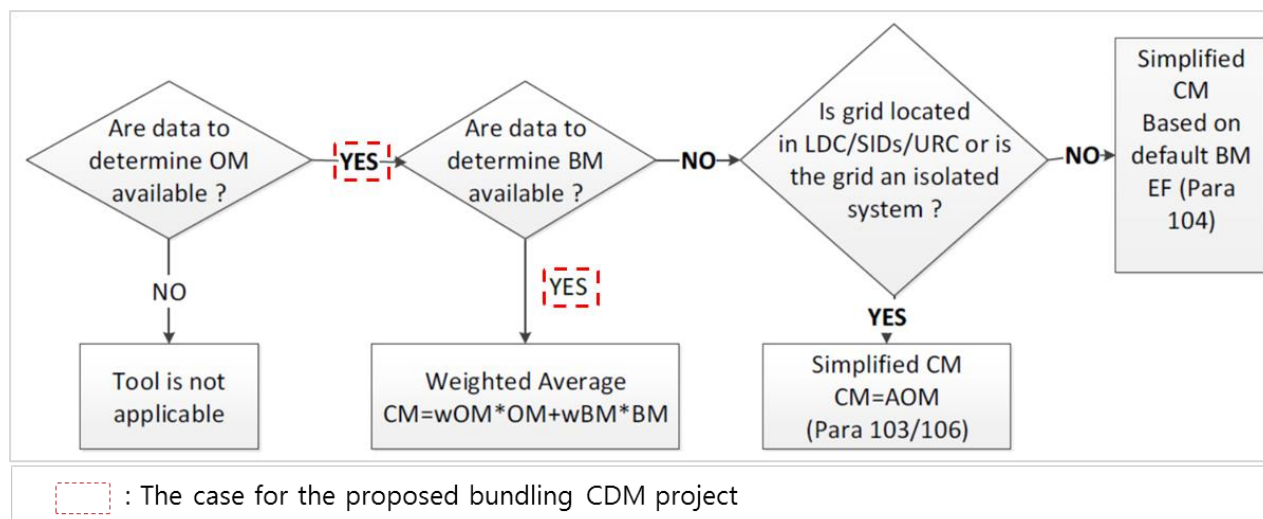 Are data to
determine OM
available ?
YES
NO
Tool is not
applicable
Are data to
determine BM
available ?
YES
Weighted Average
CM=wOM*OM+wBM*BM
NO
Is grid located
in LDC/SIDs/URC or is
the grid an isolated
system ?
YES
Simplified CM
CM=AOM
(Para 103/106)
NO
Simplified
CM
Based on
default BM
EF (Para
104)
: The case for the proposed bundling CDM project